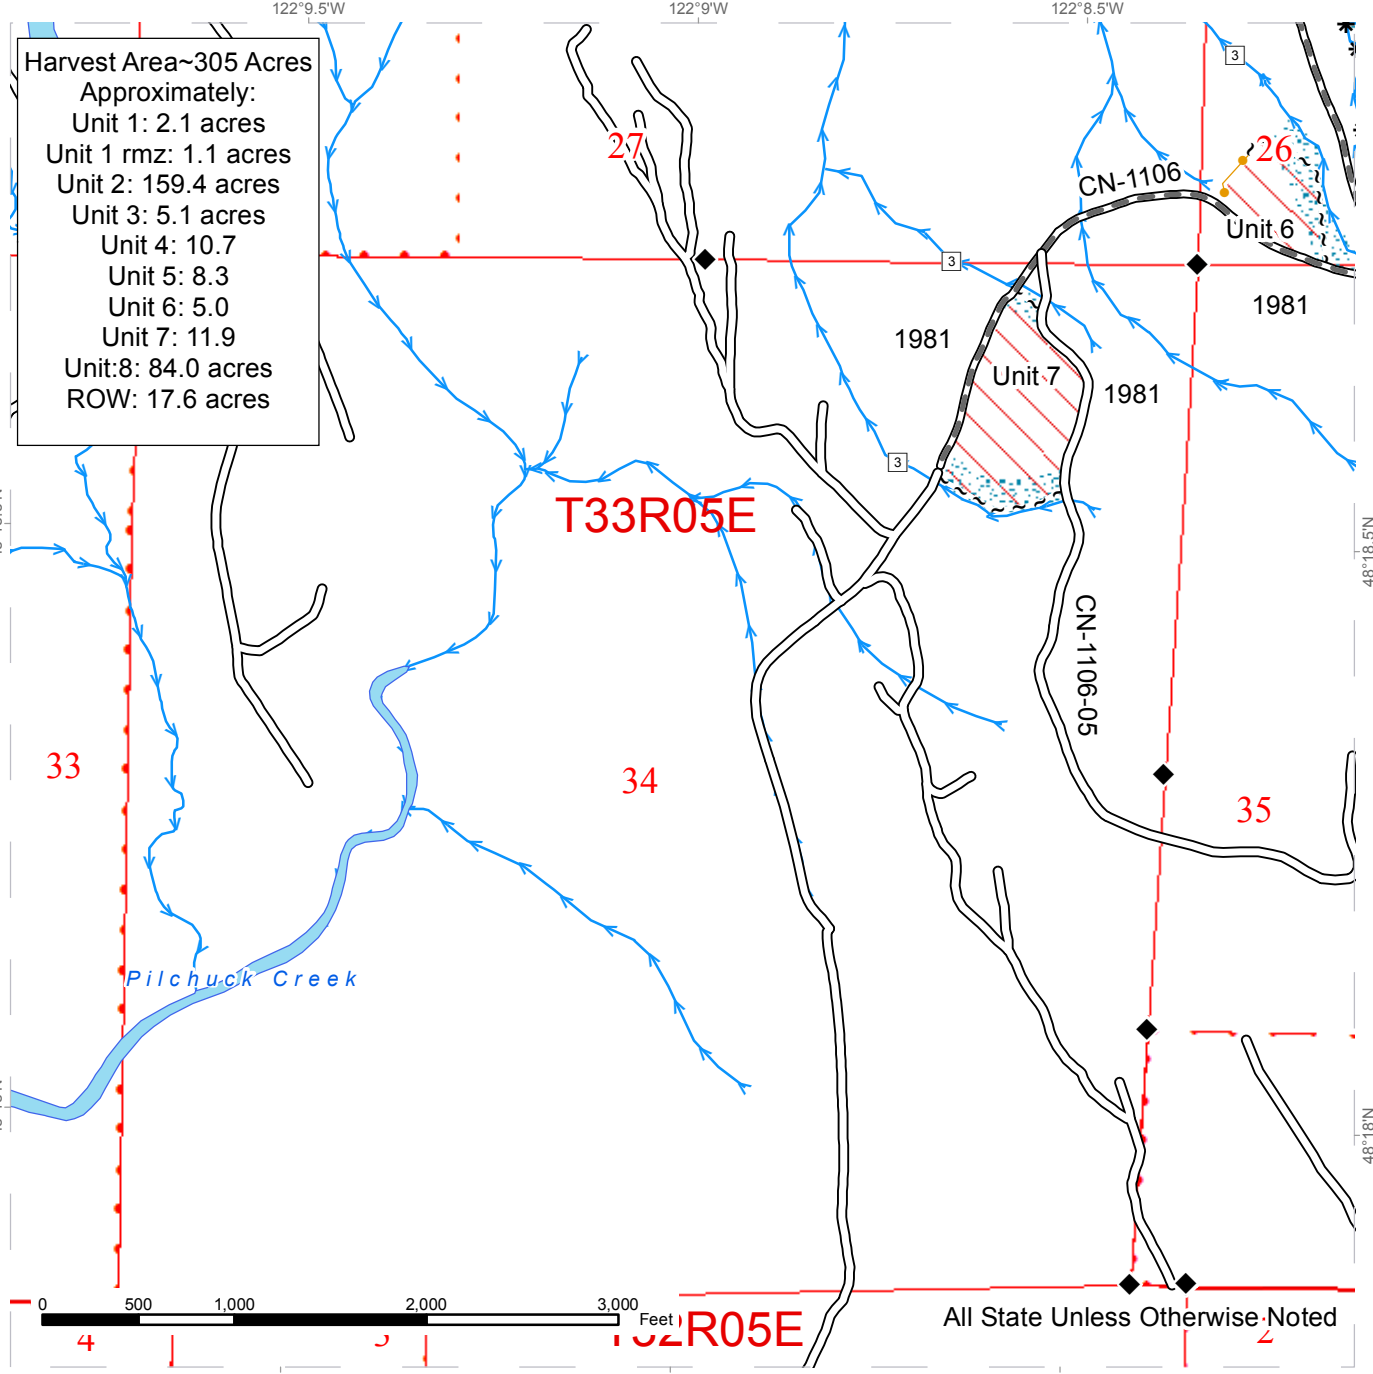 122°9.5'W
122°9'W
122°8.5'W
Harvest Area~305 Acres
Approximately:
Unit 1: 2.1 acres
Unit 1 rmz: 1.1 acres
Unit 2: 159.4 acres
Unit 3: 5.1 acres
Unit 4: 10.7
Unit 5: 8.3
Unit 6: 5.0
Unit 7: 11.9
Unit:8: 84.0 acres
ROW: 17.6 acres
3
27
26
CN-1106
Unit 6
3
1981
1981
Unit 7
1981
3
T33R05E
48°18.5'N
CN-1106-05
33
34
35
Pilchuck Creek
48°18'N
0 500 1,000 2,000 3,000
Feet
All State Unless Otherwise Noted
4
2